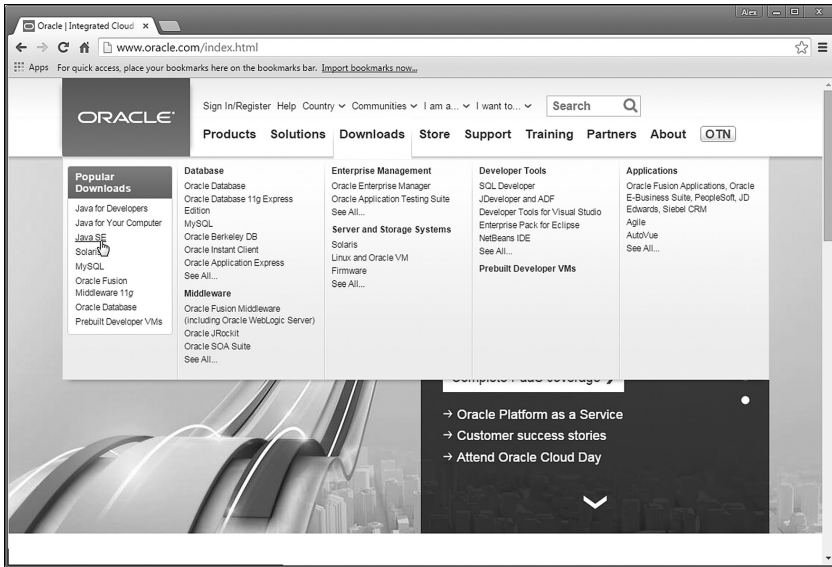 Alex
Oracle | Integrated Cloud
www.oracle.com/index.html
Apps For quick access, place your bookmarks here on the bookmarks bar. Import bookmarks now...
ORACLE
Sign In/Register Help Country Communities I am a... I want to... Search
Products Solutions Downloads Store Support Training Partners About OTN
Popular
Downloads
Java for Developers
Java for Your Computer
Java SE
Solaris
MySQL
Oracle Fusion
Middleware 11g
Oracle Database
Prebuilt Developer VMs
Database
Oracle Database
Oracle Database 11g Express
Edition
MySQL
Oracle Berkeley DB
Oracle Instant Client
Oracle Application Express
See All...
Middleware
Oracle Fusion Middleware
(including Oracle WebLogic Server)
Oracle JRockit
Oracle SOA Suite
See All...
Enterprise Management
Oracle Enterprise Manager
Oracle Application Testing Suite
See All...
Server and Storage Systems
Solaris
Linux and Oracle VM
Firmware
See All...
Developer Tools
SQL Developer
JDeveloper and ADF
Developer Tools for Visual Studio
Enterprise Pack for Eclipse
NetBeans IDE
See All...
Prebuilt Developer VMs
Applications
Oracle Fusion Applications, Oracle
E-Business Suite, PeopleSoft, JD
Edwards, Siebel CRM
Agile
AutoVue
See All...
Complete PaaS coverage
→ Oracle Platform as a Service
→ Customer success stories
→ Attend Oracle Cloud Day